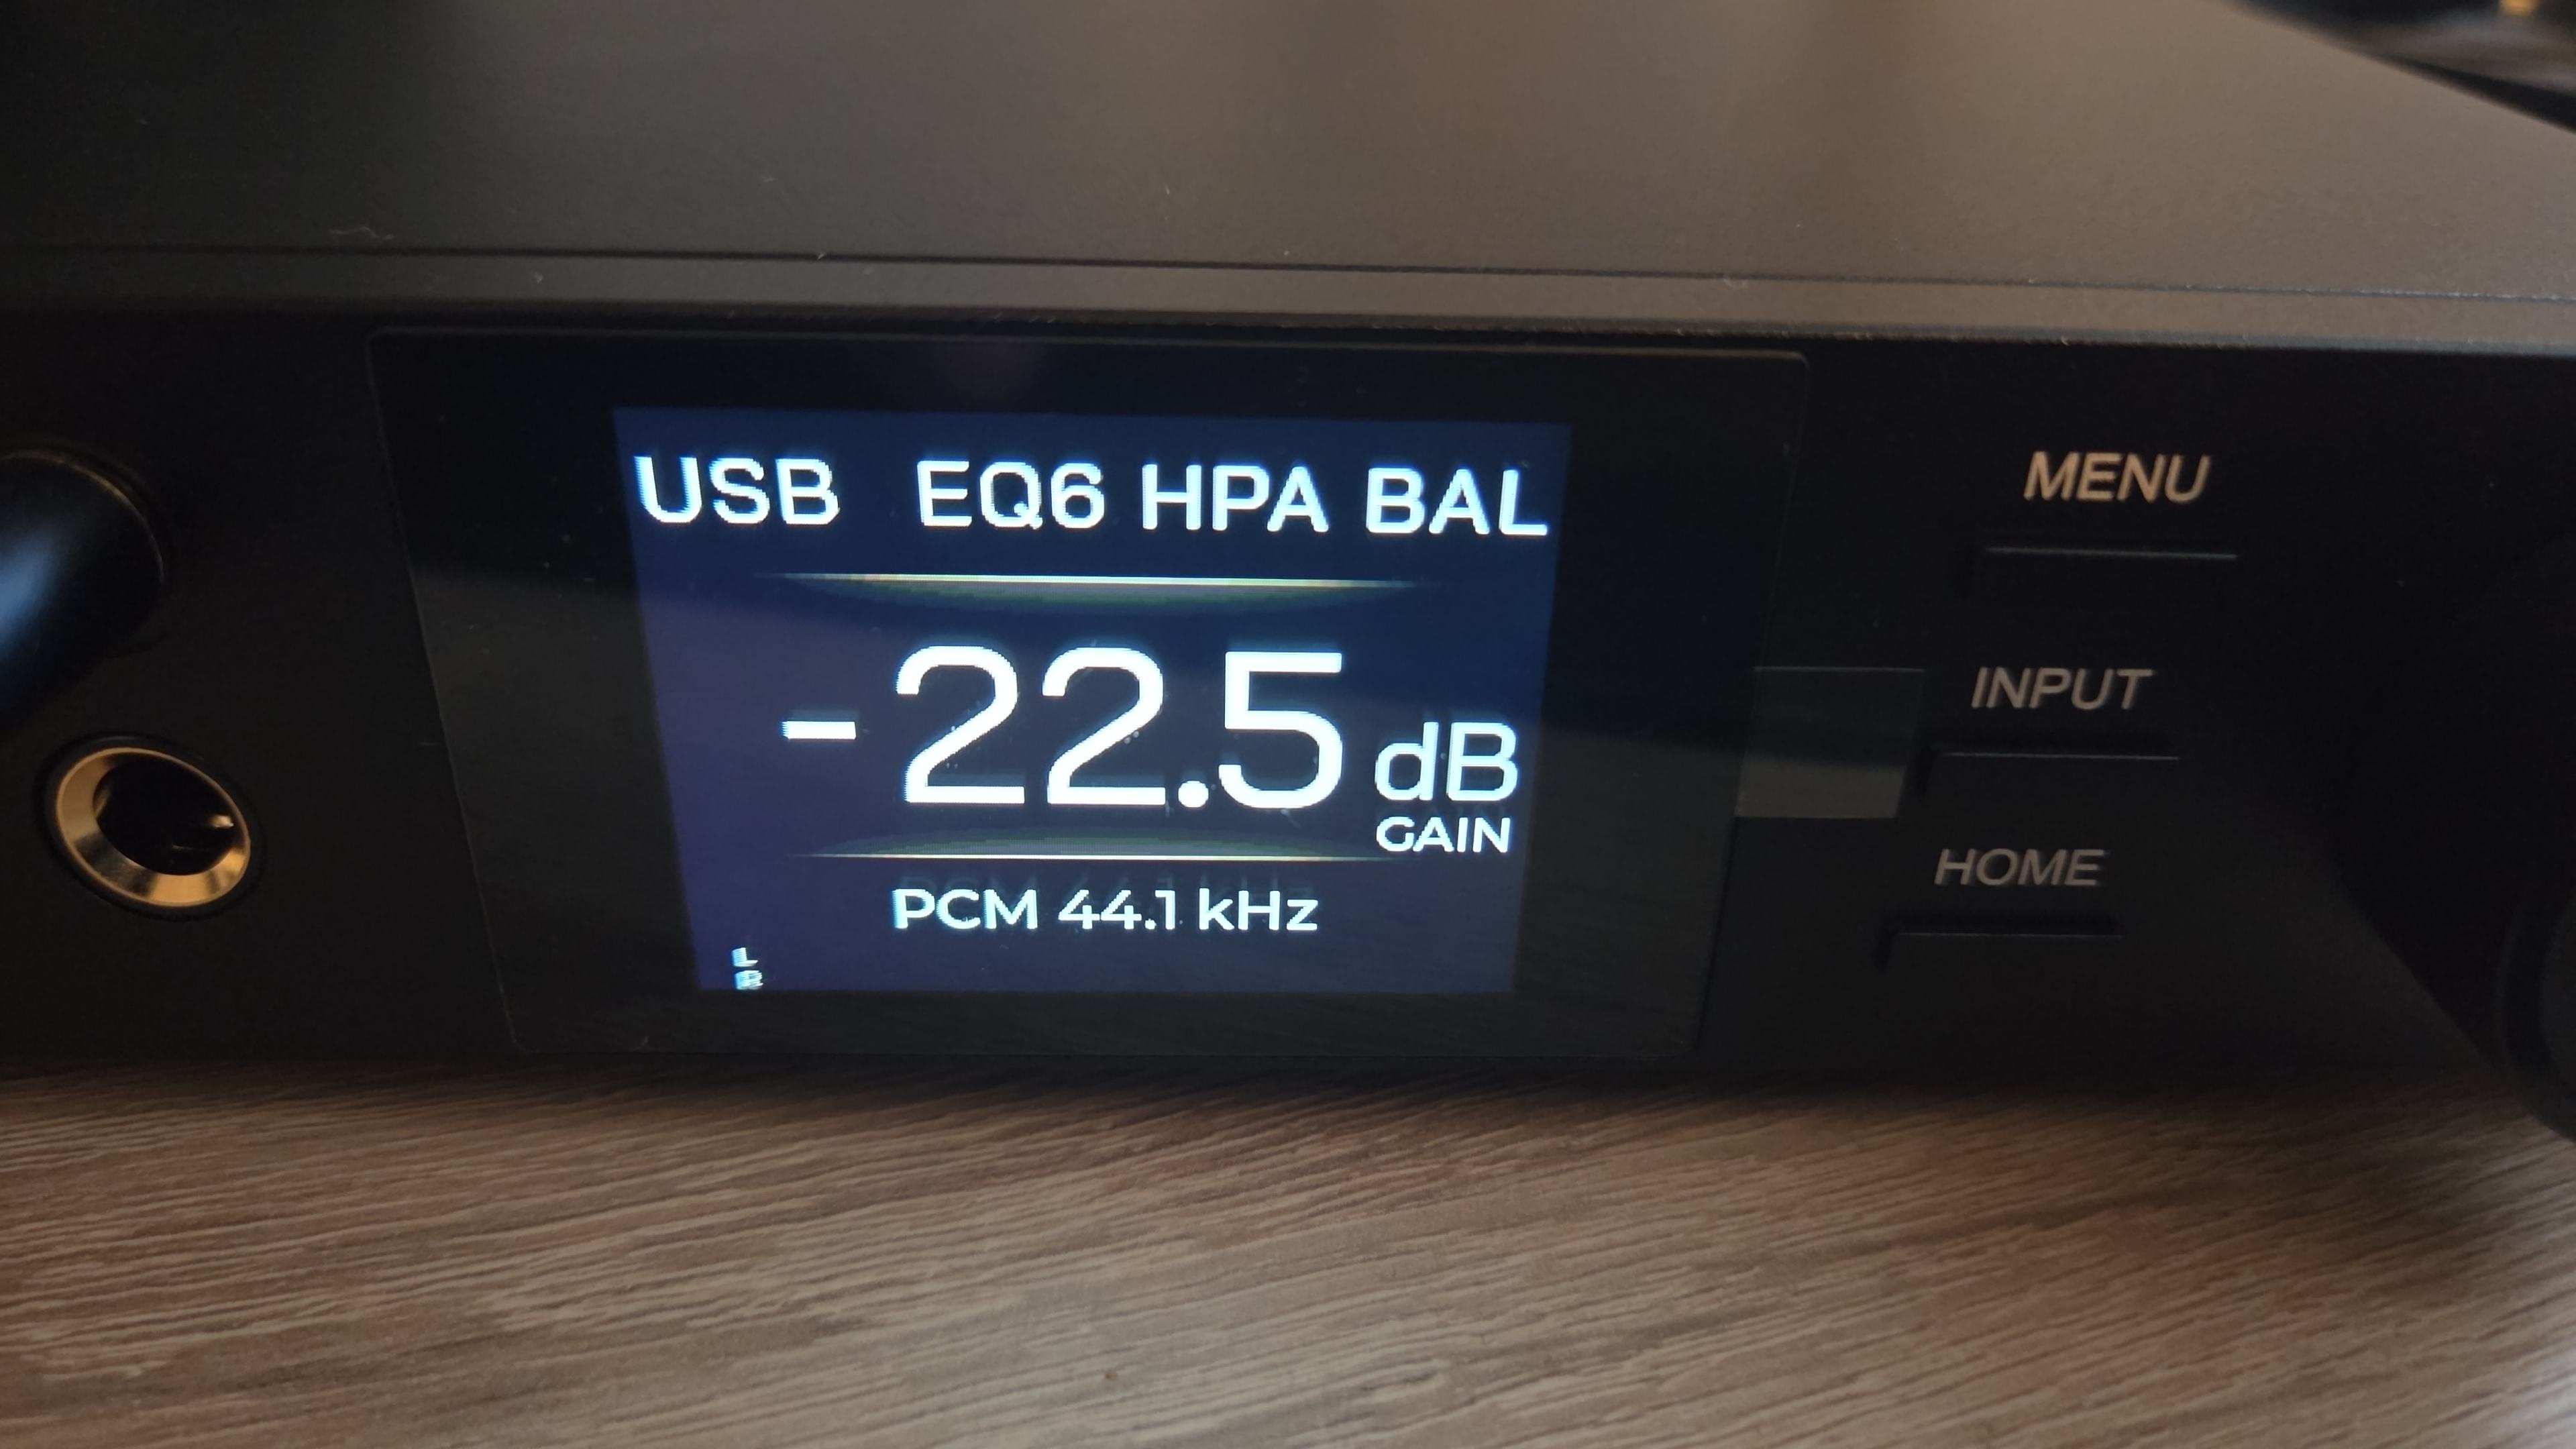 USB EQ6 HPA BAL
-22.5 dB
GAIN
PCM 44.1 kHz
L
R
MENU
INPUT
HOME